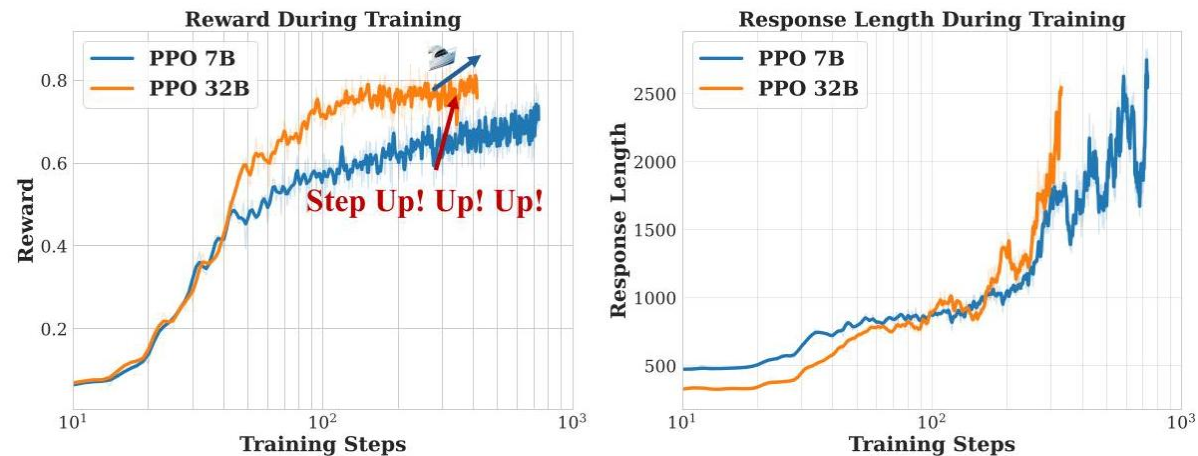 Reward During Training
PPO 7B
PPO 32B
0.8
0.6
0.4
0.2
Reward
Step Up! Up! Up!
10¹
10²
10³
Training Steps
Response Length During Training
PPO 7B
PPO 32B
2500
2000
1500
1000
500
Response Length
10¹
10²
10³
Training Steps